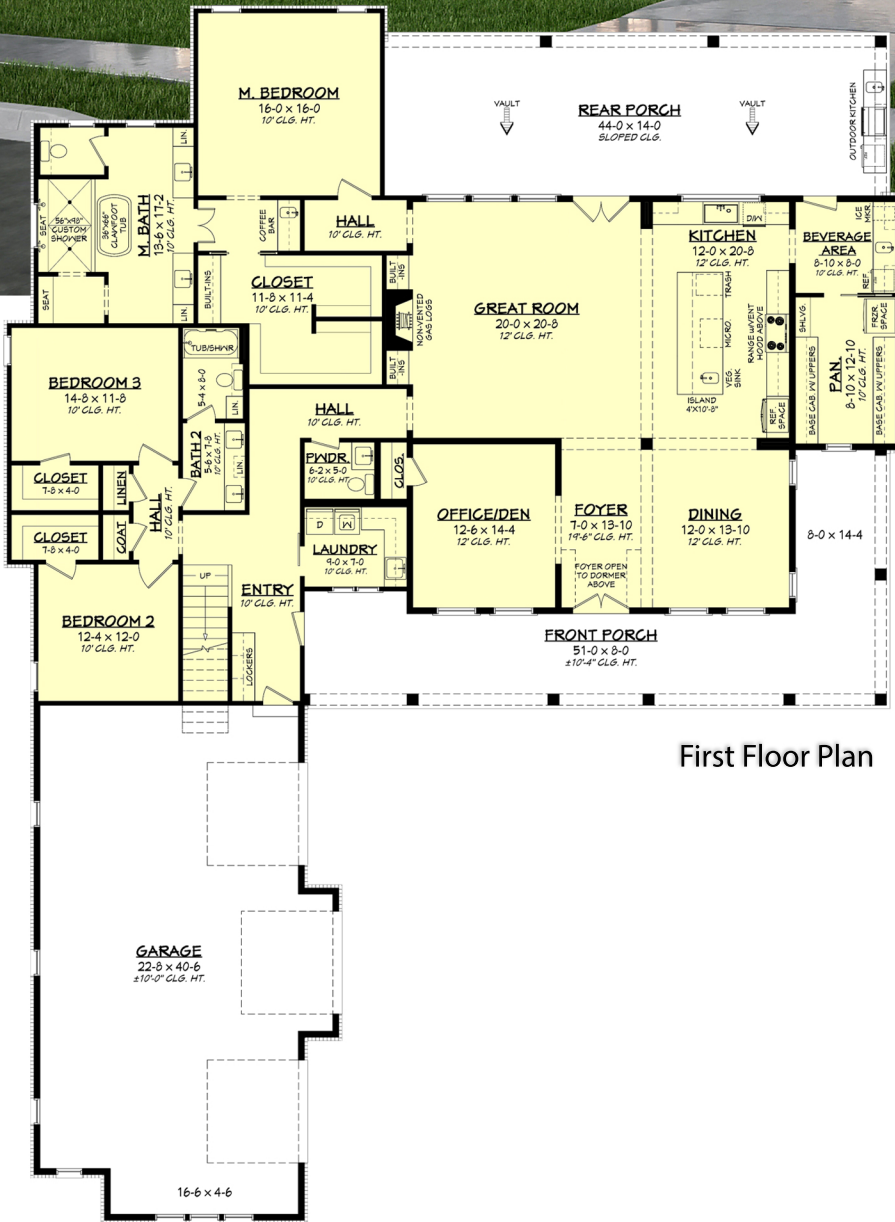 M. BEDROOM
16-0 x 16-0
10' CLG. HT.
VAULT
REAR PORCH
44-0 x 14-0
SLOPED CLG.
VAULT
OUTDOOR KITCHEN
LIN.
SEAT
56"x98"
CUSTOM
SHOWER
36"x66"
CLAWFOOT
TUB
M. BATH
13-6 x 17-2
10' CLG. HT.
SEAT
LIN.
COFFEE
BAR
HALL
10' CLG. HT.
BUILT-INS
CLOSET
11-8 x 11-4
10' CLG. HT.
BUILT
-INS
NON-VENTED
GAS LOGS
BUILT
-INS
GREAT ROOM
20-0 x 20-8
12' CLG. HT.
D/W
KITCHEN
12-0 x 20-8
12' CLG. HT.
TRASH
MICRO.
VEG.
SINK
RANGE w/VENT
HOOD ABOVE
ISLAND
4'X10'-8"
REF.
SPACE
ICE
MKR
BEVERAGE
AREA
8-10 x 8-0
10' CLG. HT.
REF.
SHLVG.
FRZR.
SPACE
BASE CAB. W/ UPPERS
PAN.
8-10 x 12-10
10' CLG. HT.
BASE CAB. W/ UPPERS
BEDROOM 3
14-8 x 11-8
10' CLG. HT.
TUB/SHWR.
5-4 x 8-0
LIN.
BATH 2
5-6 x 7-8
10' CLG. HT.
LIN.
HALL
10' CLG. HT.
PWDR.
6-2 x 5-0
10' CLG. HT.
CLOS.
CLOSET
7-8 x 4-0
LINEN
HALL
10' CLG. HT.
CLOSET
7-8 x 4-0
COAT
D
W
LAUNDRY
9-0 x 7-0
10' CLG. HT.
OFFICE/DEN
12-6 x 14-4
12' CLG. HT.
FOYER
7-0 x 13-10
19'-6" CLG. HT.
FOYER OPEN
TO DORMER
ABOVE
DINING
12-0 x 13-10
12' CLG. HT.
8-0 x 14-4
UP
ENTRY
10' CLG. HT.
BEDROOM 2
12-4 x 12-0
10' CLG. HT.
LOCKERS
FRONT PORCH
51-0 x 8-0
±10'-4" CLG. HT.
First Floor Plan
GARAGE
22-8 x 40-6
±10'-0" CLG. HT.
16-6 x 4-6